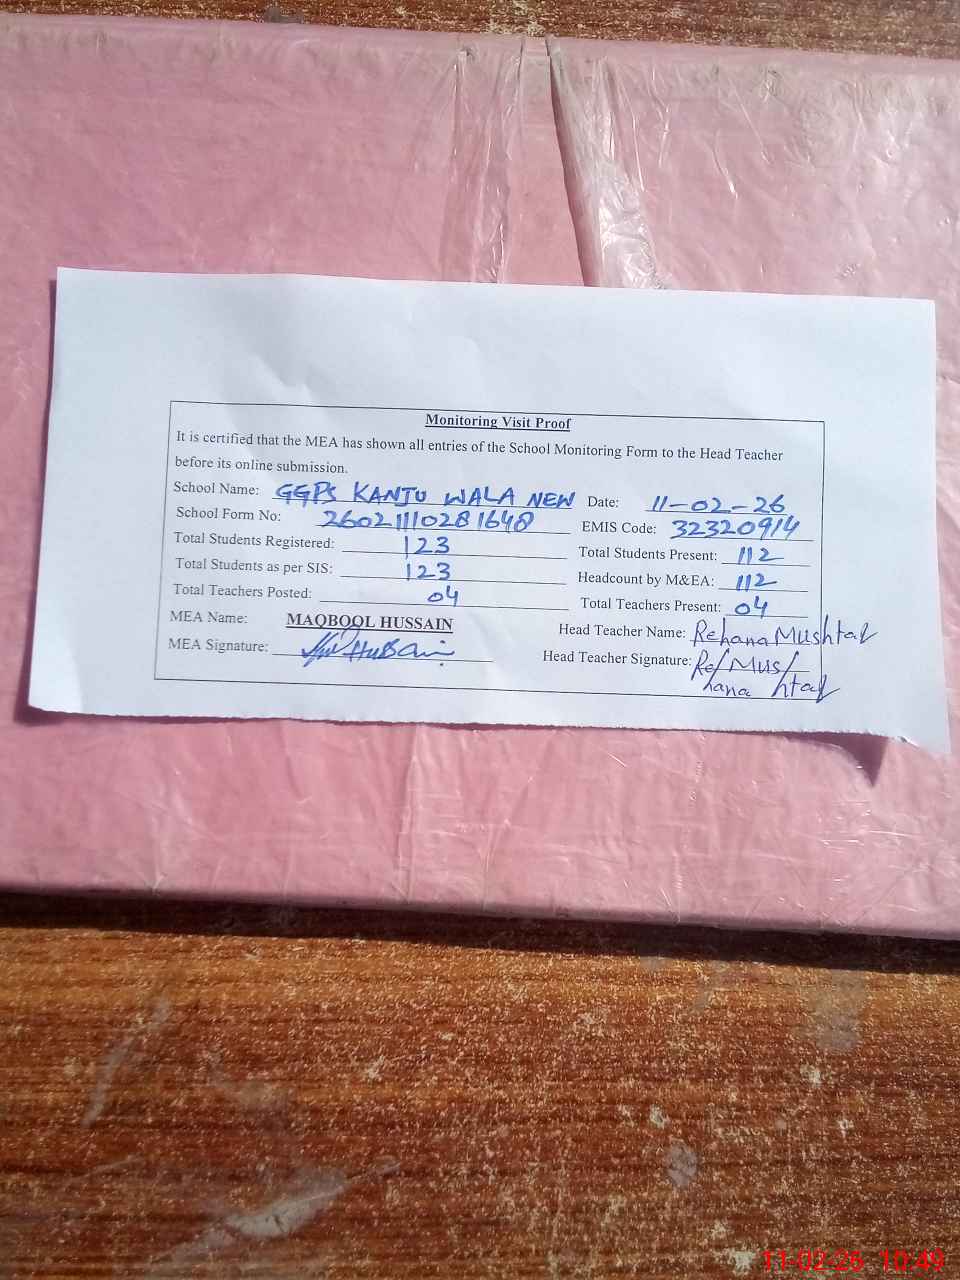 Monitoring Visit Proof
It is certified that the MEA has shown all entries of the School Monitoring Form to the Head Teacher
before its online submission.
School Name: GGPS KANJU WALA NEW Date: 11-02-26
School Form No: 26021110281648 EMIS Code: 32320914
Total Students Registered: 123 Total Students Present: 112
Total Students as per SIS: 123 Headcount by M&EA: 112
Total Teachers Posted: 04 Total Teachers Present: 04
MEA Name: MAQBOOL HUSSAIN Head Teacher Name: Rehana Mushtaq
MEA Signature: Hussain Head Teacher Signature: Rehana Mushtaq
11-02-26 10:49